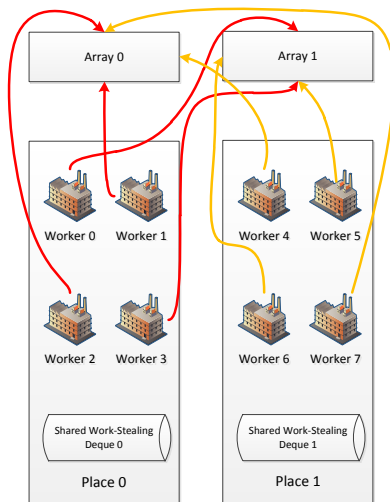 Array 0
Array 1
Worker 0
Worker 1
Worker 4
Worker 5
Worker 2
Worker 3
Worker 6
Worker 7
Shared Work-Stealing
Deque 0
Shared Work-Stealing
Deque 1
Place 0
Place 1